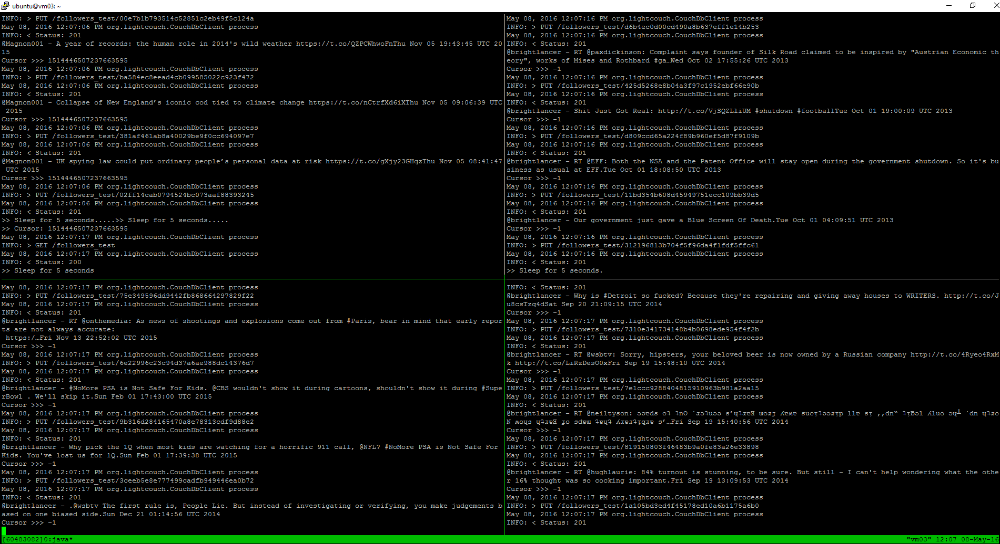 ubuntu@vm03: ~
INFO: > PUT /followers_test/00e7b1b793514c52851c2eb49f5c124a
May 08, 2016 12:07:06 PM org.lightcouch.CouchDbClient process
INFO: < Status: 201
@Magnon001 - A year of records: the human role in 2014's wild weather https://t.co/QZPCWhwoFnThu Nov 05 19:43:45 UTC 20
15
Cursor >>> 1514446507237663595
May 08, 2016 12:07:06 PM org.lightcouch.CouchDbClient process
INFO: > PUT /followers_test/ba584ec8eead4cb099585022c923f472
May 08, 2016 12:07:06 PM org.lightcouch.CouchDbClient process
INFO: < Status: 201
@Magnon001 - Collapse of New England’s iconic cod tied to climate change https://t.co/nCtrfXd6iXThu Nov 05 09:06:39 UTC
2015
Cursor >>> 1514446507237663595
May 08, 2016 12:07:06 PM org.lightcouch.CouchDbClient process
INFO: > PUT /followers_test/381af461ab8a40029be9f0cc694097e7
May 08, 2016 12:07:06 PM org.lightcouch.CouchDbClient process
INFO: < Status: 201
@Magnon001 - UK spying law could put ordinary people’s personal data at risk https://t.co/gXjy23GHqzThu Nov 05 08:41:47
UTC 2015
Cursor >>> 1514446507237663595
May 08, 2016 12:07:06 PM org.lightcouch.CouchDbClient process
INFO: > PUT /followers_test/02ff14cab0794524bc073aaf88393245
May 08, 2016 12:07:06 PM org.lightcouch.CouchDbClient process
INFO: < Status: 201
>> Sleep for 5 seconds.....>> Sleep for 5 seconds.....
>> Cursor: 1514446507237663595
May 08, 2016 12:07:17 PM org.lightcouch.CouchDbClient process
INFO: > GET /followers_test
May 08, 2016 12:07:17 PM org.lightcouch.CouchDbClient process
INFO: < Status: 200
>> Sleep for 5 seconds
May 08, 2016 12:07:16 PM org.lightcouch.CouchDbClient process
INFO: > PUT /followers_test/d6b4ec0d00cd490a8b637eff1e14b253
May 08, 2016 12:07:16 PM org.lightcouch.CouchDbClient process
INFO: < Status: 201
@brightlancer - RT @paxdickinson: Complaint says founder of Silk Road claimed to be inspired by "Austrian Economic th
eory", works of Mises and Rothbard #ga…Wed Oct 02 17:55:26 UTC 2013
Cursor >>> -1
May 08, 2016 12:07:16 PM org.lightcouch.CouchDbClient process
INFO: > PUT /followers_test/425d5268e8b04a3f97c1952ebf66e90b
May 08, 2016 12:07:16 PM org.lightcouch.CouchDbClient process
INFO: < Status: 201
@brightlancer - Shit Just Got Real: http://t.co/VjSQZLliUM #shutdown #footballTue Oct 01 19:00:09 UTC 2013
Cursor >>> -1
May 08, 2016 12:07:16 PM org.lightcouch.CouchDbClient process
INFO: > PUT /followers_test/d809ccd65a224f89b960ef5d87f9109b
May 08, 2016 12:07:16 PM org.lightcouch.CouchDbClient process
INFO: < Status: 201
@brightlancer - RT @EFF: Both the NSA and the Patent Office will stay open during the government shutdown. So it's bu
siness as usual at EFF.Tue Oct 01 18:08:50 UTC 2013
Cursor >>> -1
May 08, 2016 12:07:16 PM org.lightcouch.CouchDbClient process
INFO: > PUT /followers_test/11bd354b608d45949751ecc109bb39d5
May 08, 2016 12:07:16 PM org.lightcouch.CouchDbClient process
INFO: < Status: 201
@brightlancer - Our government just gave a Blue Screen Of Death.Tue Oct 01 04:09:51 UTC 2013
Cursor >>> -1
May 08, 2016 12:07:16 PM org.lightcouch.CouchDbClient process
INFO: > PUT /followers_test/312196813b704f5f96da4f1fdf5ffc61
May 08, 2016 12:07:16 PM org.lightcouch.CouchDbClient process
INFO: < Status: 201
>> Sleep for 5 seconds.
May 08, 2016 12:07:17 PM org.lightcouch.CouchDbClient process
INFO: > PUT /followers_test/75e349596dd9442fb868664297829f22
May 08, 2016 12:07:17 PM org.lightcouch.CouchDbClient process
INFO: < Status: 201
@brightlancer - RT @onthemedia: As news of shootings and explosions come out from #Paris, bear in mind that early repor
ts are not always accurate:
https:/…Fri Nov 13 22:52:02 UTC 2015
Cursor >>> -1
May 08, 2016 12:07:17 PM org.lightcouch.CouchDbClient process
INFO: > PUT /followers_test/6e22996c23c94d37a6ae988dc14376d7
May 08, 2016 12:07:17 PM org.lightcouch.CouchDbClient process
INFO: < Status: 201
@brightlancer - #NoMore PSA is Not Safe For Kids. @CBS wouldn't show it during cartoons, shouldn't show it during #Supe
rBowl . We'll skip it.Sun Feb 01 17:43:00 UTC 2015
Cursor >>> -1
May 08, 2016 12:07:17 PM org.lightcouch.CouchDbClient process
INFO: > PUT /followers_test/9b316d284165470a8e78313cdf9d88e2
May 08, 2016 12:07:17 PM org.lightcouch.CouchDbClient process
INFO: < Status: 201
@brightlancer - Why pick the 1Q when most kids are watching for a horrific 911 call, @NFL? #NoMore PSA is Not Safe For
Kids. You've lost us for 1Q.Sun Feb 01 17:39:38 UTC 2015
Cursor >>> -1
May 08, 2016 12:07:17 PM org.lightcouch.CouchDbClient process
INFO: > PUT /followers_test/3ceeb5e8e777499cadfb949446ea0b72
May 08, 2016 12:07:17 PM org.lightcouch.CouchDbClient process
INFO: < Status: 201
@brightlancer - .@wsbtv The first rule is, People Lie. But instead of investigating or verifying, you make judgements b
ased on one biased side.Sun Dec 21 01:14:56 UTC 2014
Cursor >>> -1
INFO: < Status: 201
@brightlancer - Why is #Detroit so fucked? Because they're repairing and giving away houses to WRITERS. http://t.co/J
u8csTzq4dSat Sep 20 21:09:15 UTC 2014
Cursor >>> -1
May 08, 2016 12:07:17 PM org.lightcouch.CouchDbClient process
INFO: > PUT /followers_test/7310e341734148b4b0698ede954f4f2b
May 08, 2016 12:07:17 PM org.lightcouch.CouchDbClient process
INFO: < Status: 201
@brightlancer - RT @wsbtv: Sorry, hipsters, your beloved beer is now owned by a Russian company http://t.co/4Ryeo4RxM
k http://t.co/LiRzDesO0xFri Sep 19 15:48:10 UTC 2014
Cursor >>> -1
May 08, 2016 12:07:17 PM org.lightcouch.CouchDbClient process
INFO: > PUT /followers_test/7e1ccc9288404815910963b981a2aa15
May 08, 2016 12:07:17 PM org.lightcouch.CouchDbClient process
INFO: < Status: 201
@brightlancer - RT @neiltyson:
…Fri Sep 19 15:40:56 UTC 2014
Cursor >>> -1
May 08, 2016 12:07:17 PM org.lightcouch.CouchDbClient process
INFO: > PUT /followers_test/819150803f46483b9a0fe83a26e33898
May 08, 2016 12:07:17 PM org.lightcouch.CouchDbClient process
INFO: < Status: 201
@brightlancer - RT @hughlaurie: 84% turnout is stunning, to be sure. But still - I can't help wondering what the othe
r 16% thought was so cocking important.Fri Sep 19 13:09:53 UTC 2014
Cursor >>> -1
May 08, 2016 12:07:17 PM org.lightcouch.CouchDbClient process
INFO: > PUT /followers_test/1a105bd3ed4f45178ed10a6b1175a6b0
May 08, 2016 12:07:17 PM org.lightcouch.CouchDbClient process
INFO: < Status: 201
[60483082]0:java*
"vm03" 12:07 08-May-16